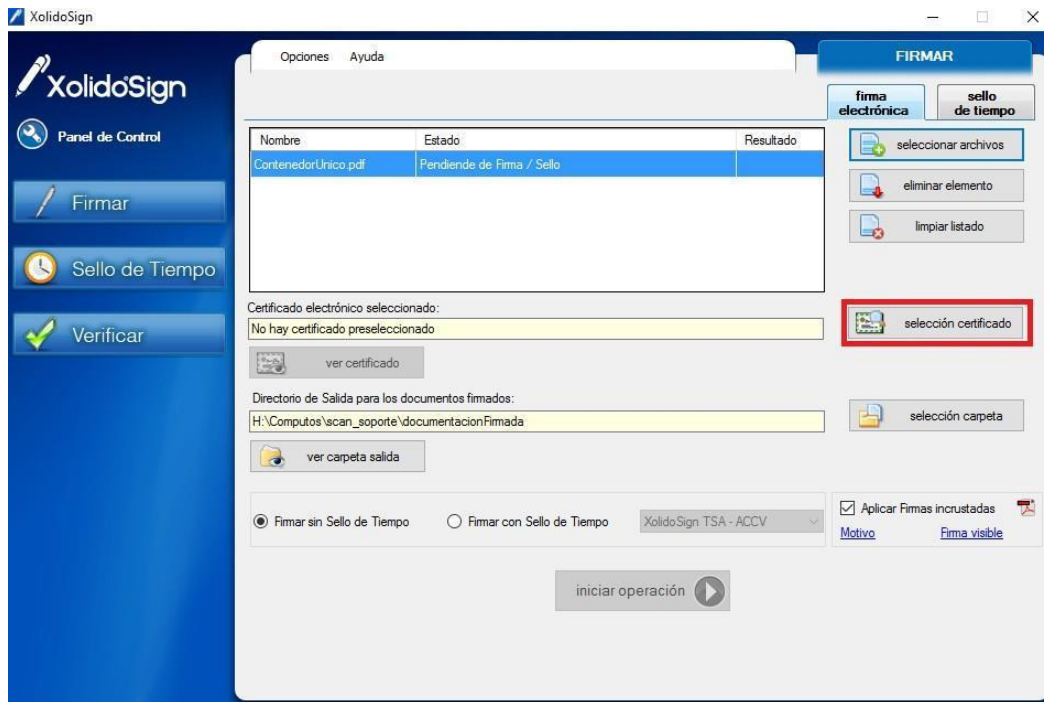 XolidoSign
XolidoSign
Panel de Control
Firmar
Sello de Tiempo
Verificar
Opciones Ayuda
FIRMAR
firma
electrónica
sello
de tiempo
Nombre Estado Resultado
ContenedorUnico.pdf Pendiende de Firma / Sello
seleccionar archivos
eliminar elemento
limpiar listado
Certificado electrónico seleccionado:
No hay certificado preseleccionado
selección certificado
ver certificado
Directorio de Salida para los documentos firmados:
H:\Computos\scan_soporte\documentacionFirmada
selección carpeta
ver carpeta salida
Firmar sin Sello de Tiempo Firmar con Sello de Tiempo XolidoSign TSA - ACCV
Aplicar Firmas incrustadas
Motivo Firma visible
iniciar operación